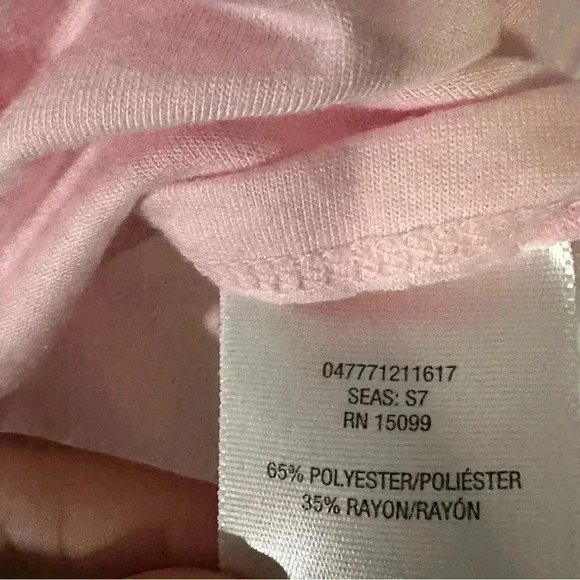 047771211617
SEAS: S7
RN 15099
65% POLYESTER/POLIÉSTER
35% RAYON/RAYÓN